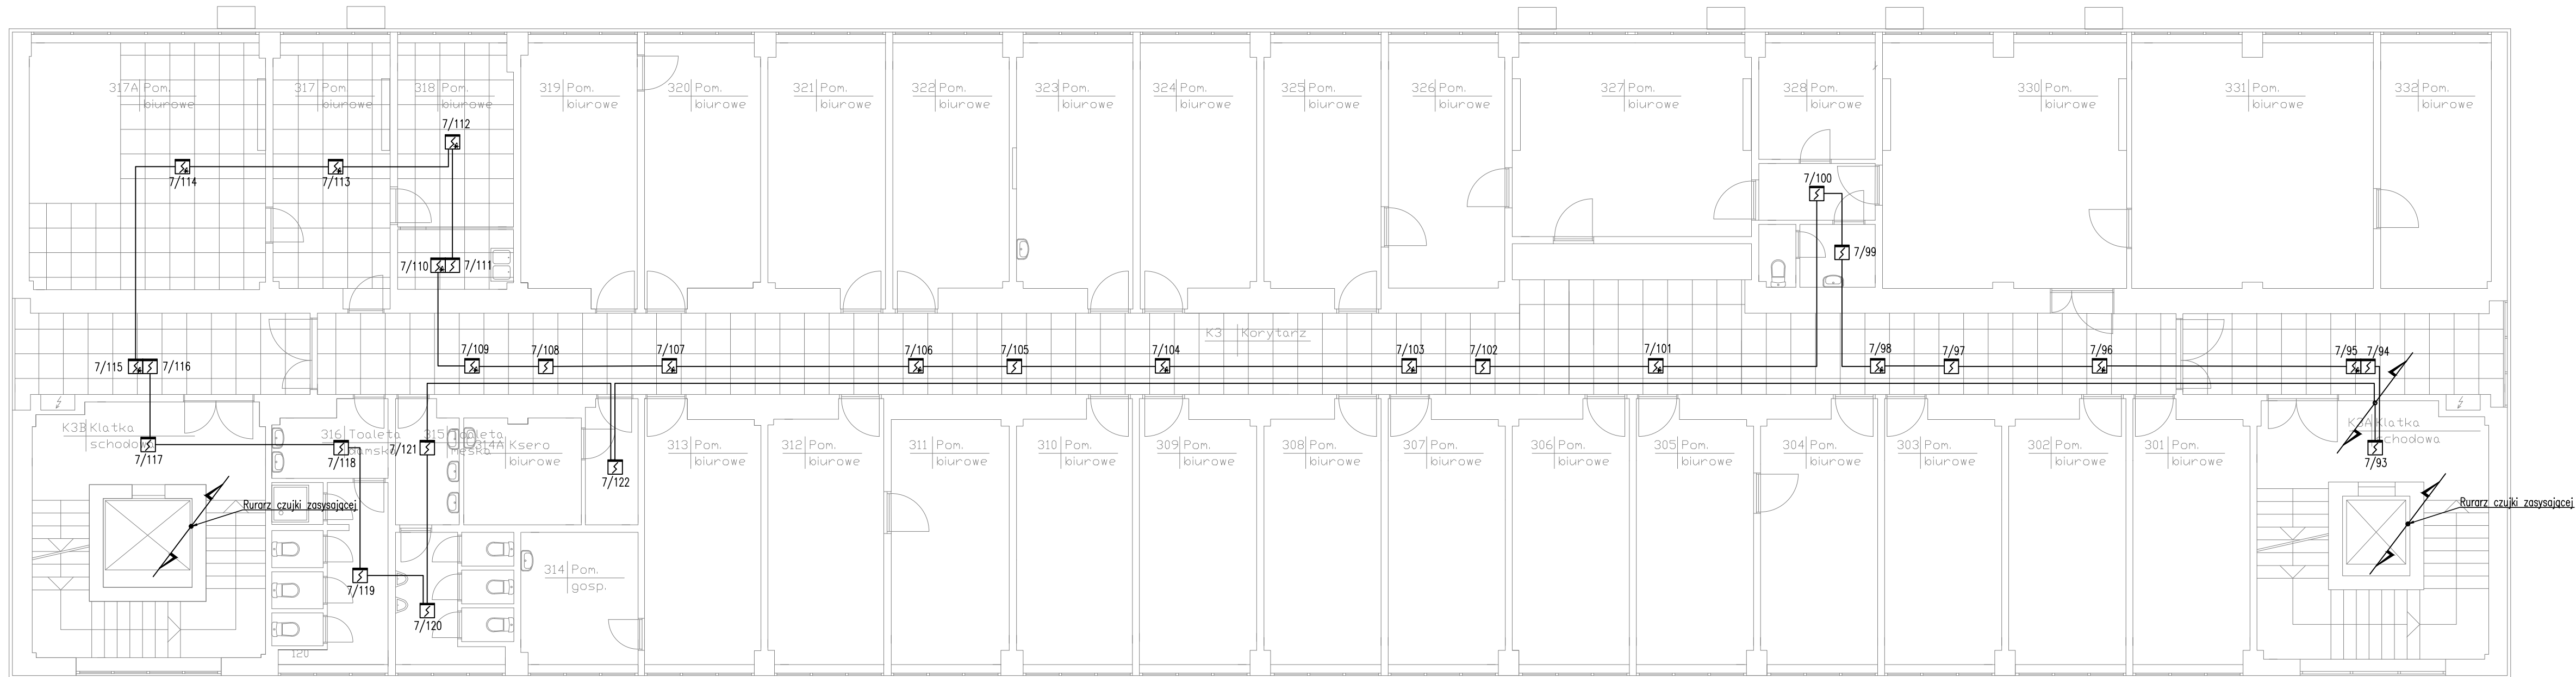 317A Pom.
biurowe
317 Pom.
biurowe
318 Pom.
biurowe
319 Pom.
biurowe
320 Pom.
biurowe
321 Pom.
biurowe
322 Pom.
biurowe
323 Pom.
biurowe
324 Pom.
biurowe
325 Pom.
biurowe
326 Pom.
biurowe
327 Pom.
biurowe
328 Pom.
biurowe
330 Pom.
biurowe
331 Pom.
biurowe
332 Pom.
biurowe
7/112
7/114
7/113
7/100
7/99
7/110
7/111
K3 Korytarz
7/115
7/116
7/109
7/108
7/107
7/106
7/105
7/104
7/103
7/102
7/101
7/98
7/97
7/96
7/95
7/94
K3B Klatka
schodowa
7/117
316 Toaleta
damska
7/118
315 Toaleta
męska
7/121
314A Ksero
biurowe
7/122
313 Pom.
biurowe
312 Pom.
biurowe
311 Pom.
biurowe
310 Pom.
biurowe
309 Pom.
biurowe
308 Pom.
biurowe
307 Pom.
biurowe
306 Pom.
biurowe
305 Pom.
biurowe
304 Pom.
biurowe
303 Pom.
biurowe
302 Pom.
biurowe
301 Pom.
biurowe
K3A Klatka
schodowa
7/93
Rurarz czujki zasysającej
Rurarz czujki zasysającej
7/119
7/120
314 Pom.
gosp.
120